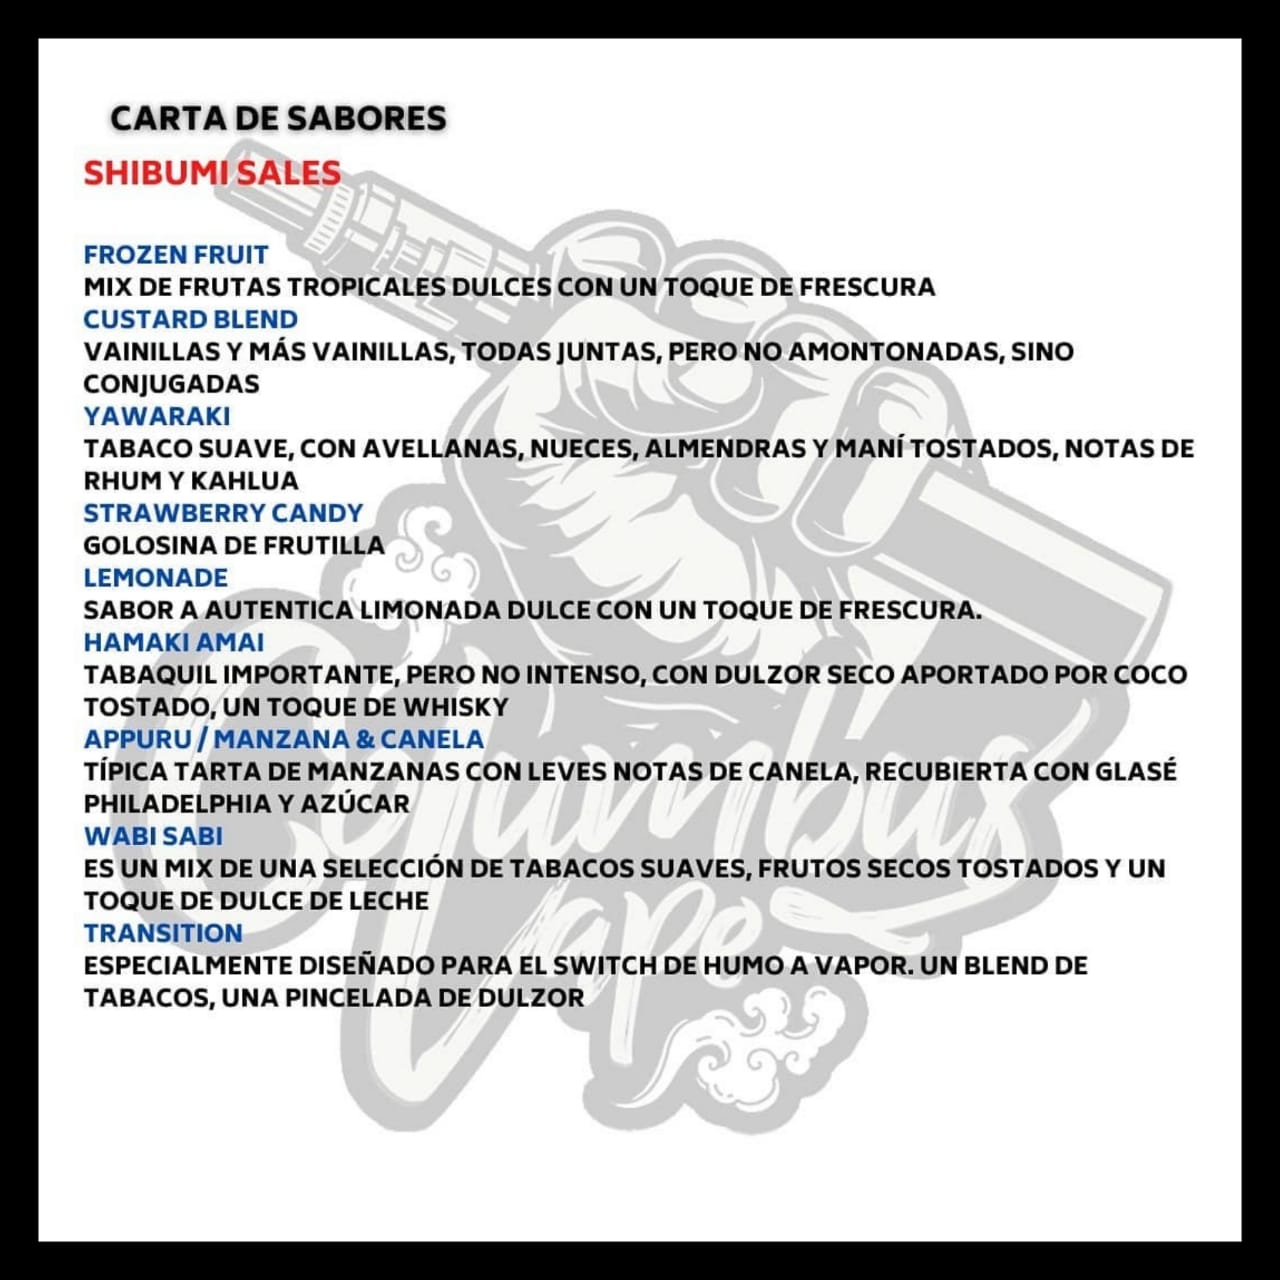 CARTA DE SABORES
SHIBUMI SALES
FROZEN FRUIT
MIX DE FRUTAS TROPICALES DULCES CON UN TOQUE DE FRESCURA
CUSTARD BLEND
VAINILLAS Y MÁS VAINILLAS, TODAS JUNTAS, PERO NO AMONTONADAS, SINO
CONJUGADAS
YAWARAKI
TABACO SUAVE, CON AVELLANAS, NUECES, ALMENDRAS Y MANÍ TOSTADOS, NOTAS DE
RHUM Y KAHLUA
STRAWBERRY CANDY
GOLOSINA DE FRUTILLA
LEMONADE
SABOR A AUTENTICA LIMONADA DULCE CON UN TOQUE DE FRESCURA.
HAMAKI AMAI
TABAQUIL IMPORTANTE, PERO NO INTENSO, CON DULZOR SECO APORTADO POR COCO
TOSTADO, UN TOQUE DE WHISKY
APPURU / MANZANA & CANELA
TÍPICA TARTA DE MANZANAS CON LEVES NOTAS DE CANELA, RECUBIERTA CON GLASÉ
PHILADELPHIA Y AZÚCAR
WABI SABI
ES UN MIX DE UNA SELECCIÓN DE TABACOS SUAVES, FRUTOS SECOS TOSTADOS Y UN
TOQUE DE DULCE DE LECHE
TRANSITION
ESPECIALMENTE DISEÑADO PARA EL SWITCH DE HUMO A VAPOR. UN BLEND DE
TABACOS, UNA PINCELADA DE DULZOR
Columbus
Vape